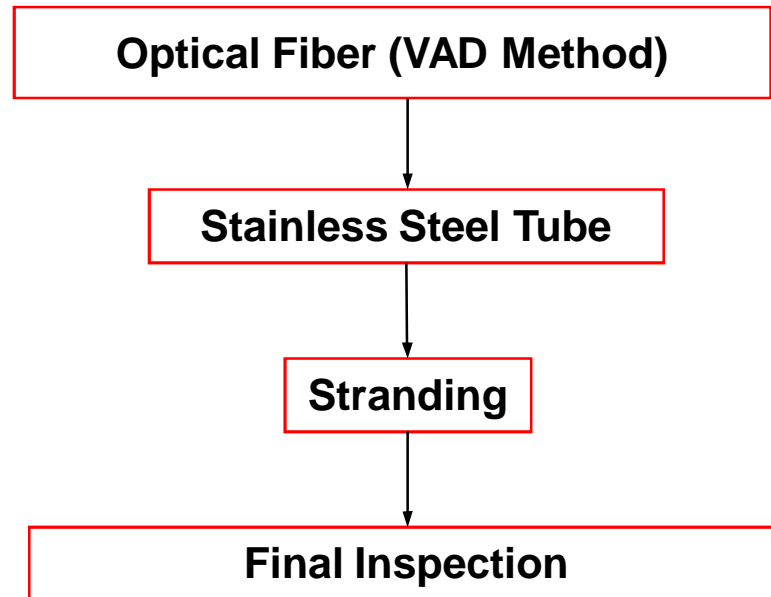 Optical Fiber (VAD Method)
Stainless Steel Tube
Stranding
Final Inspection